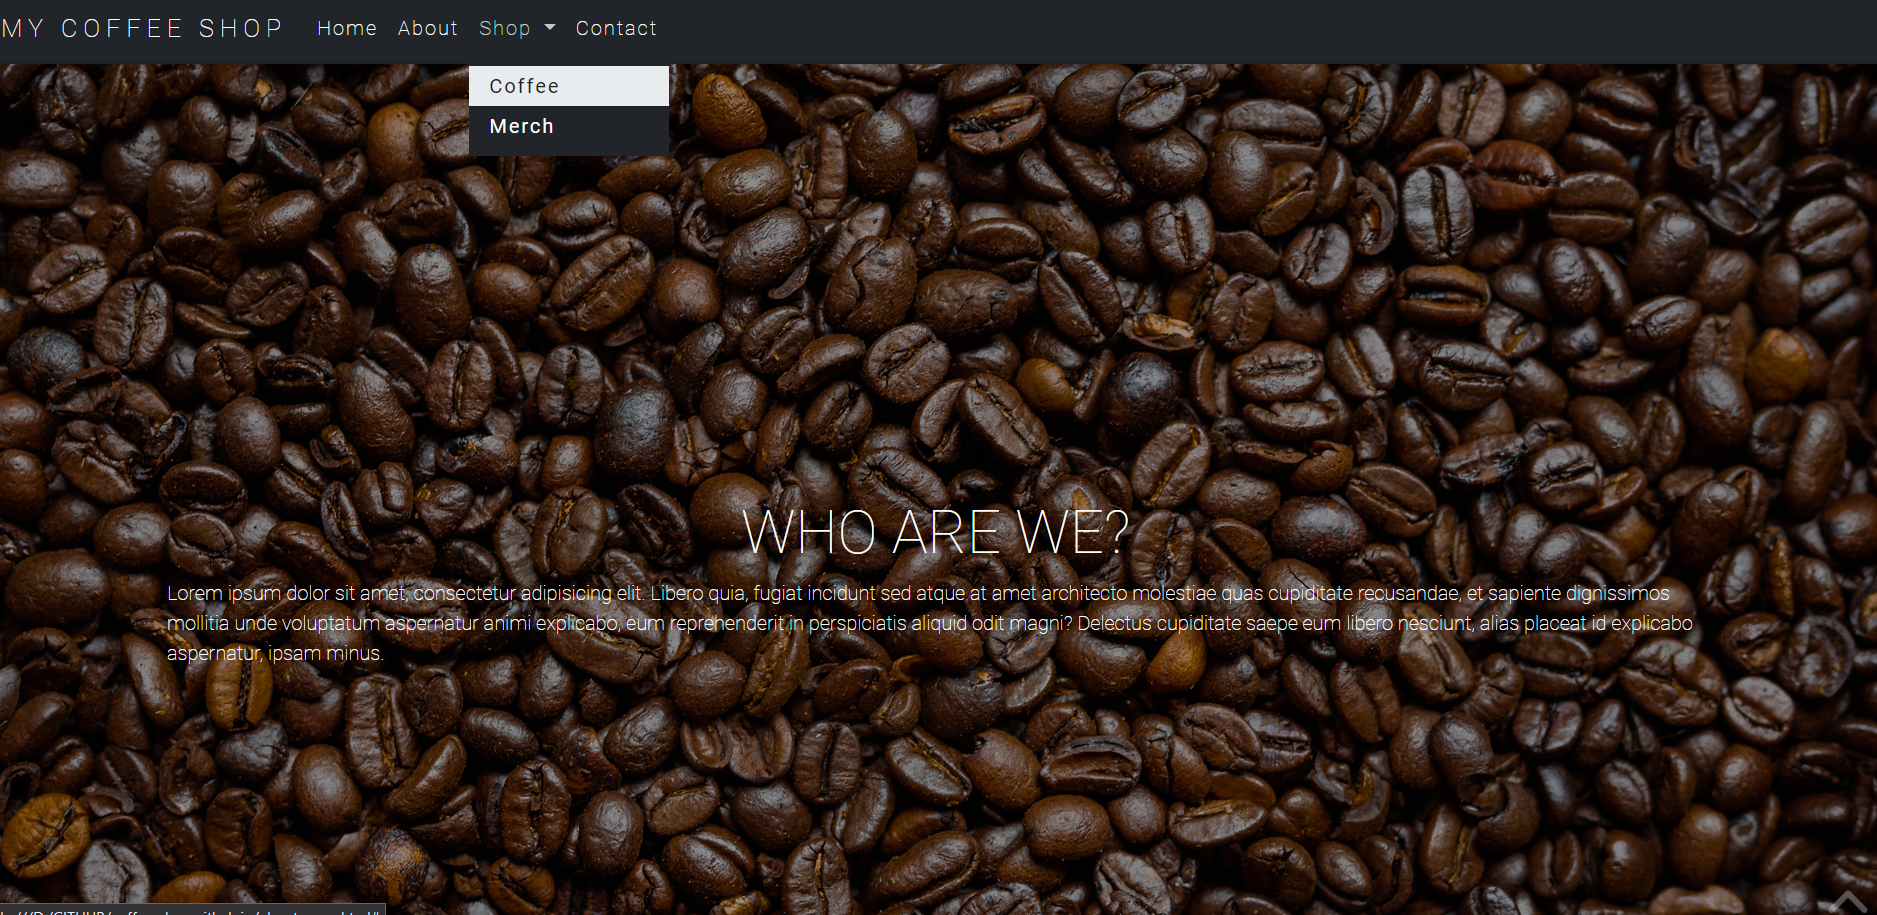 MY COFFEE SHOP Home About Shop Contact
Coffee
Merch
WHO ARE WE?
Lorem ipsum dolor sit amet, consectetur adipisicing elit. Libero quia, fugiat incidunt sed atque at amet architecto molestiae quas cupiditate recusandae, et sapiente dignissimos
mollitia unde voluptatum aspernatur animi explicabo, eum reprehenderit in perspiciatis aliquid odit magni? Delectus cupiditate saepe eum libero nesciunt, alias placeat id explicabo
aspernatur, ipsam minus.